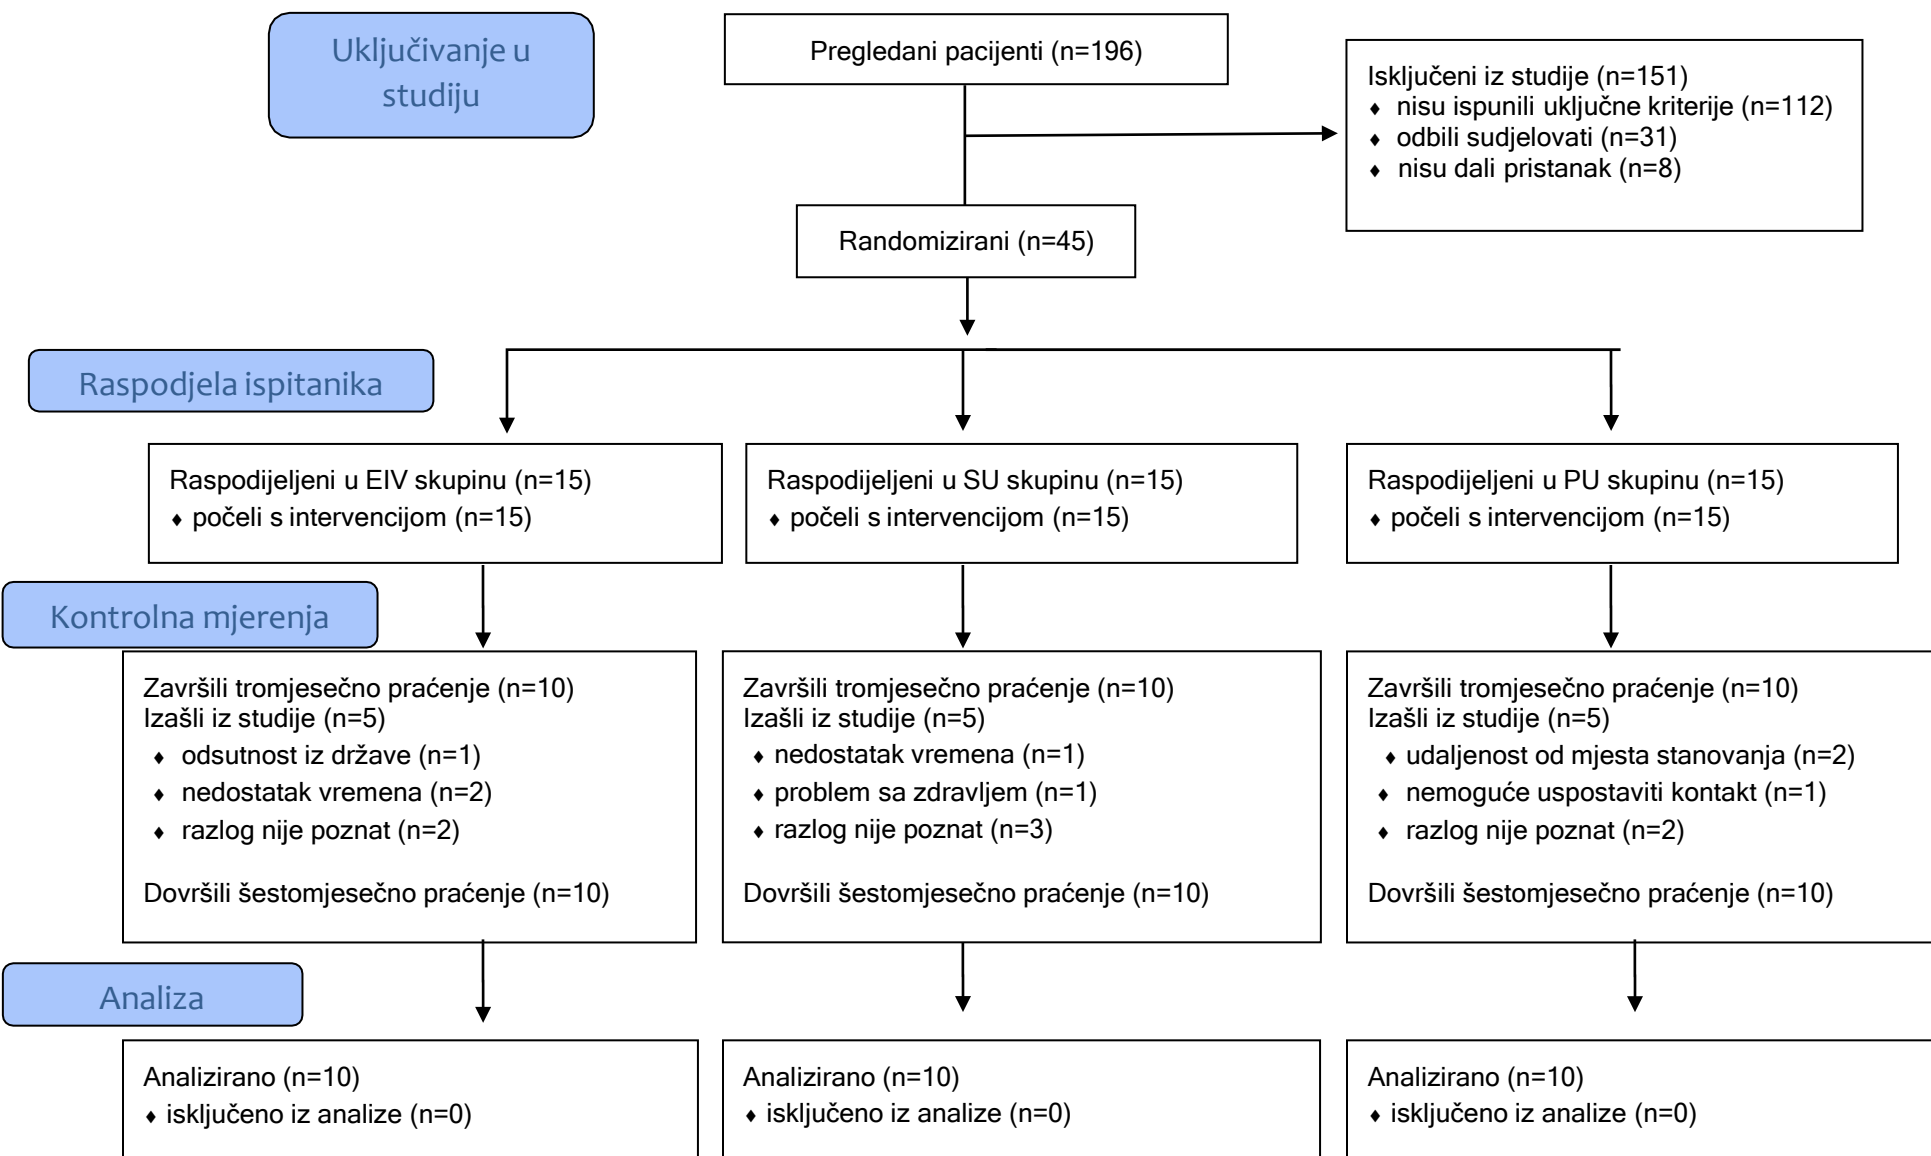 Uključivanje u
studiju
Pregledani pacijenti (n=196)
Isključeni iz studije (n=151)
♦ nisu ispunili uključne kriterije (n=112)
♦ odbili sudjelovati (n=31)
♦ nisu dali pristanak (n=8)
Randomizirani (n=45)
Raspodjela ispitanika
Raspodijeljeni u EIV skupinu (n=15)
♦ počeli s intervencijom (n=15)
Raspodijeljeni u SU skupinu (n=15)
♦ počeli s intervencijom (n=15)
Raspodijeljeni u PU skupinu (n=15)
♦ počeli s intervencijom (n=15)
Kontrolna mjerenja
Završili tromjesečno praćenje (n=10)
Izašli iz studije (n=5)
♦ odsutnost iz države (n=1)
♦ nedostatak vremena (n=2)
♦ razlog nije poznat (n=2)
Dovršili šestomjesečno praćenje (n=10)
Završili tromjesečno praćenje (n=10)
Izašli iz studije (n=5)
♦ nedostatak vremena (n=1)
♦ problem sa zdravljem (n=1)
♦ razlog nije poznat (n=3)
Dovršili šestomjesečno praćenje (n=10)
Završili tromjesečno praćenje (n=10)
Izašli iz studije (n=5)
♦ udaljenost od mjesta stanovanja (n=2)
♦ nemoguće uspostaviti kontakt (n=1)
♦ razlog nije poznat (n=2)
Dovršili šestomjesečno praćenje (n=10)
Analiza
Analizirano (n=10)
♦ isključeno iz analize (n=0)
Analizirano (n=10)
♦ isključeno iz analize (n=0)
Analizirano (n=10)
♦ isključeno iz analize (n=0)